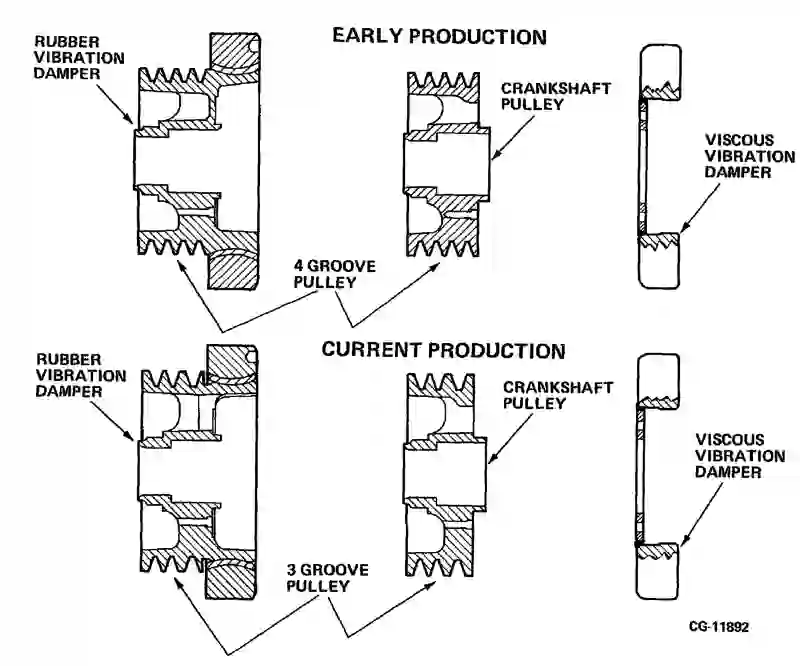 EARLY PRODUCTION
RUBBER
VIBRATION
DAMPER
CRANKSHAFT
PULLEY
VISCOUS
VIBRATION
DAMPER
4 GROOVE
PULLEY
CURRENT PRODUCTION
RUBBER
VIBRATION
DAMPER
CRANKSHAFT
PULLEY
VISCOUS
VIBRATION
DAMPER
3 GROOVE
PULLEY
CG-11892